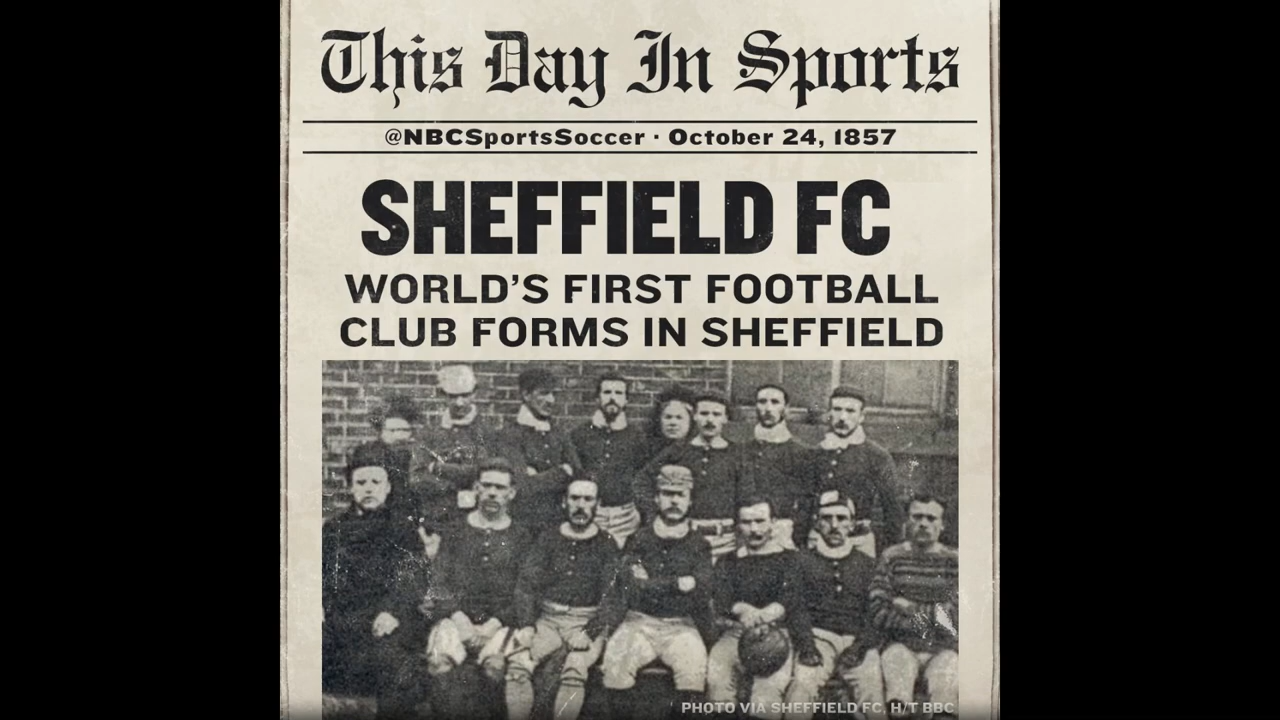 This Day In Sports
@NBCSportsSoccer · October 24, 1857
SHEFFIELD FC
WORLD'S FIRST FOOTBALL
CLUB FORMS IN SHEFFIELD
PHOTO VIA SHEFFIELD FC, H/T BBC